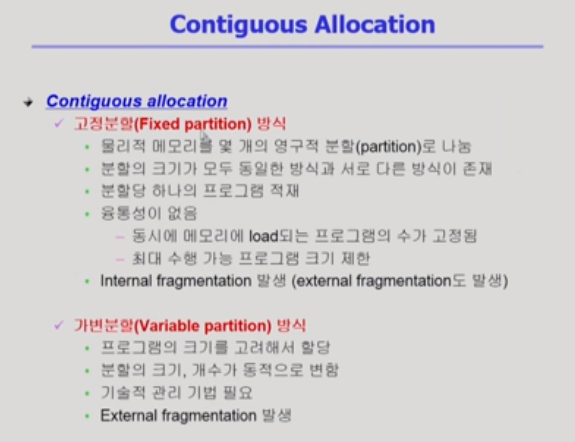 Contiguous Allocation
Contiguous allocation
고정분할(Fixed partition) 방식
물리적 메모리를 몇 개의 영구적 분할(partition)로 나눔
분할의 크기가 모두 동일한 방식과 서로 다른 방식이 존재
분할당 하나의 프로그램 적재
융통성이 없음
– 동시에 메모리에 load되는 프로그램의 수가 고정됨
– 최대 수행 가능 프로그램 크기 제한
Internal fragmentation 발생 (external fragmentation도 발생)
가변분할(Variable partition) 방식
프로그램의 크기를 고려해서 할당
분할의 크기, 개수가 동적으로 변함
기술적 관리 기법 필요
External fragmentation 발생